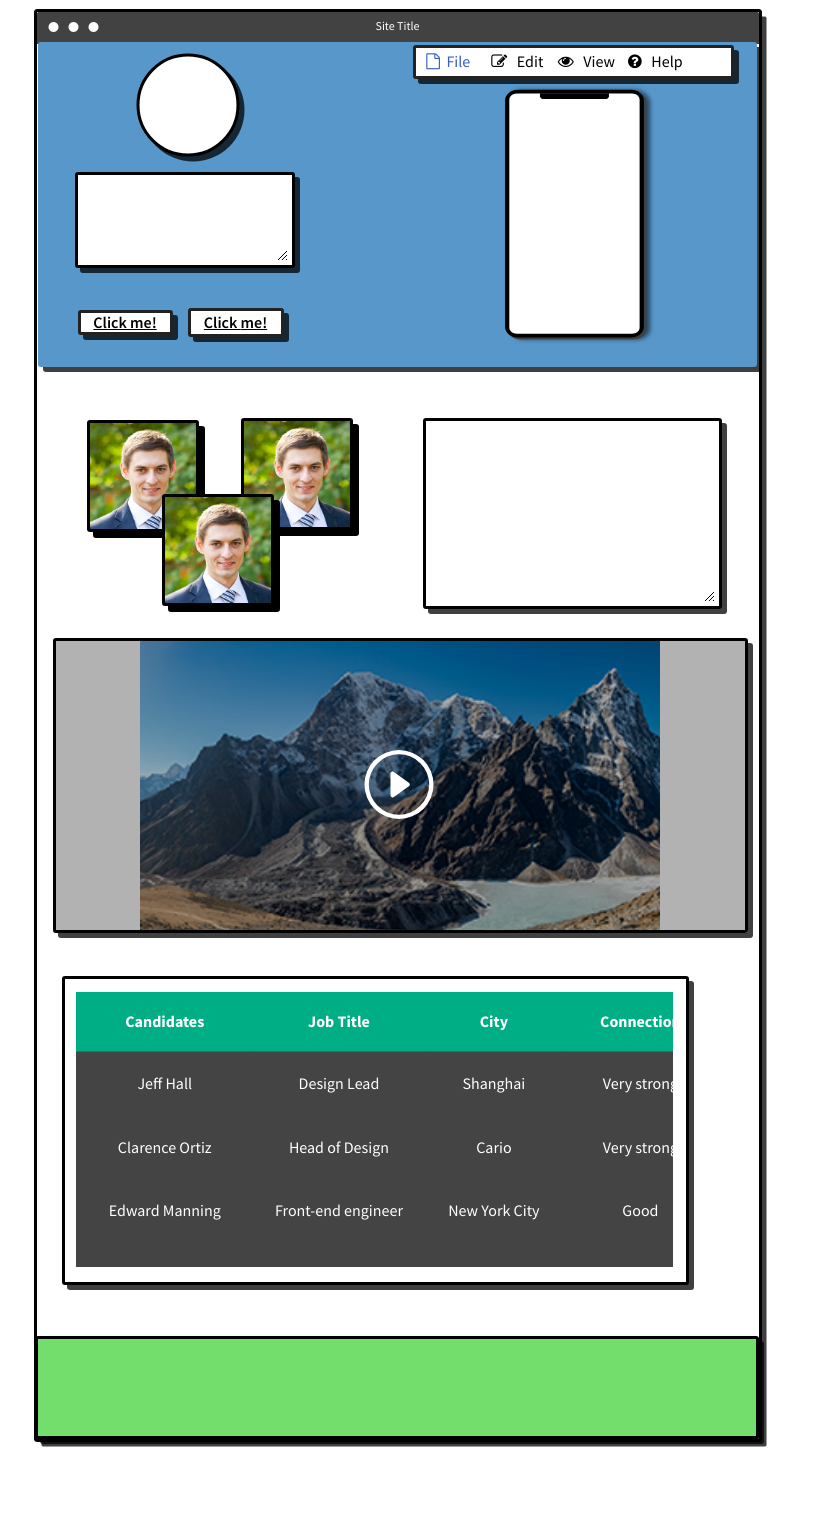 Site Title
File Edit View Help
Click me! Click me!
Candidates Job Title City Connection
Jeff Hall Design Lead Shanghai Very strong
Clarence Ortiz Head of Design Cario Very strong
Edward Manning Front-end engineer New York City Good